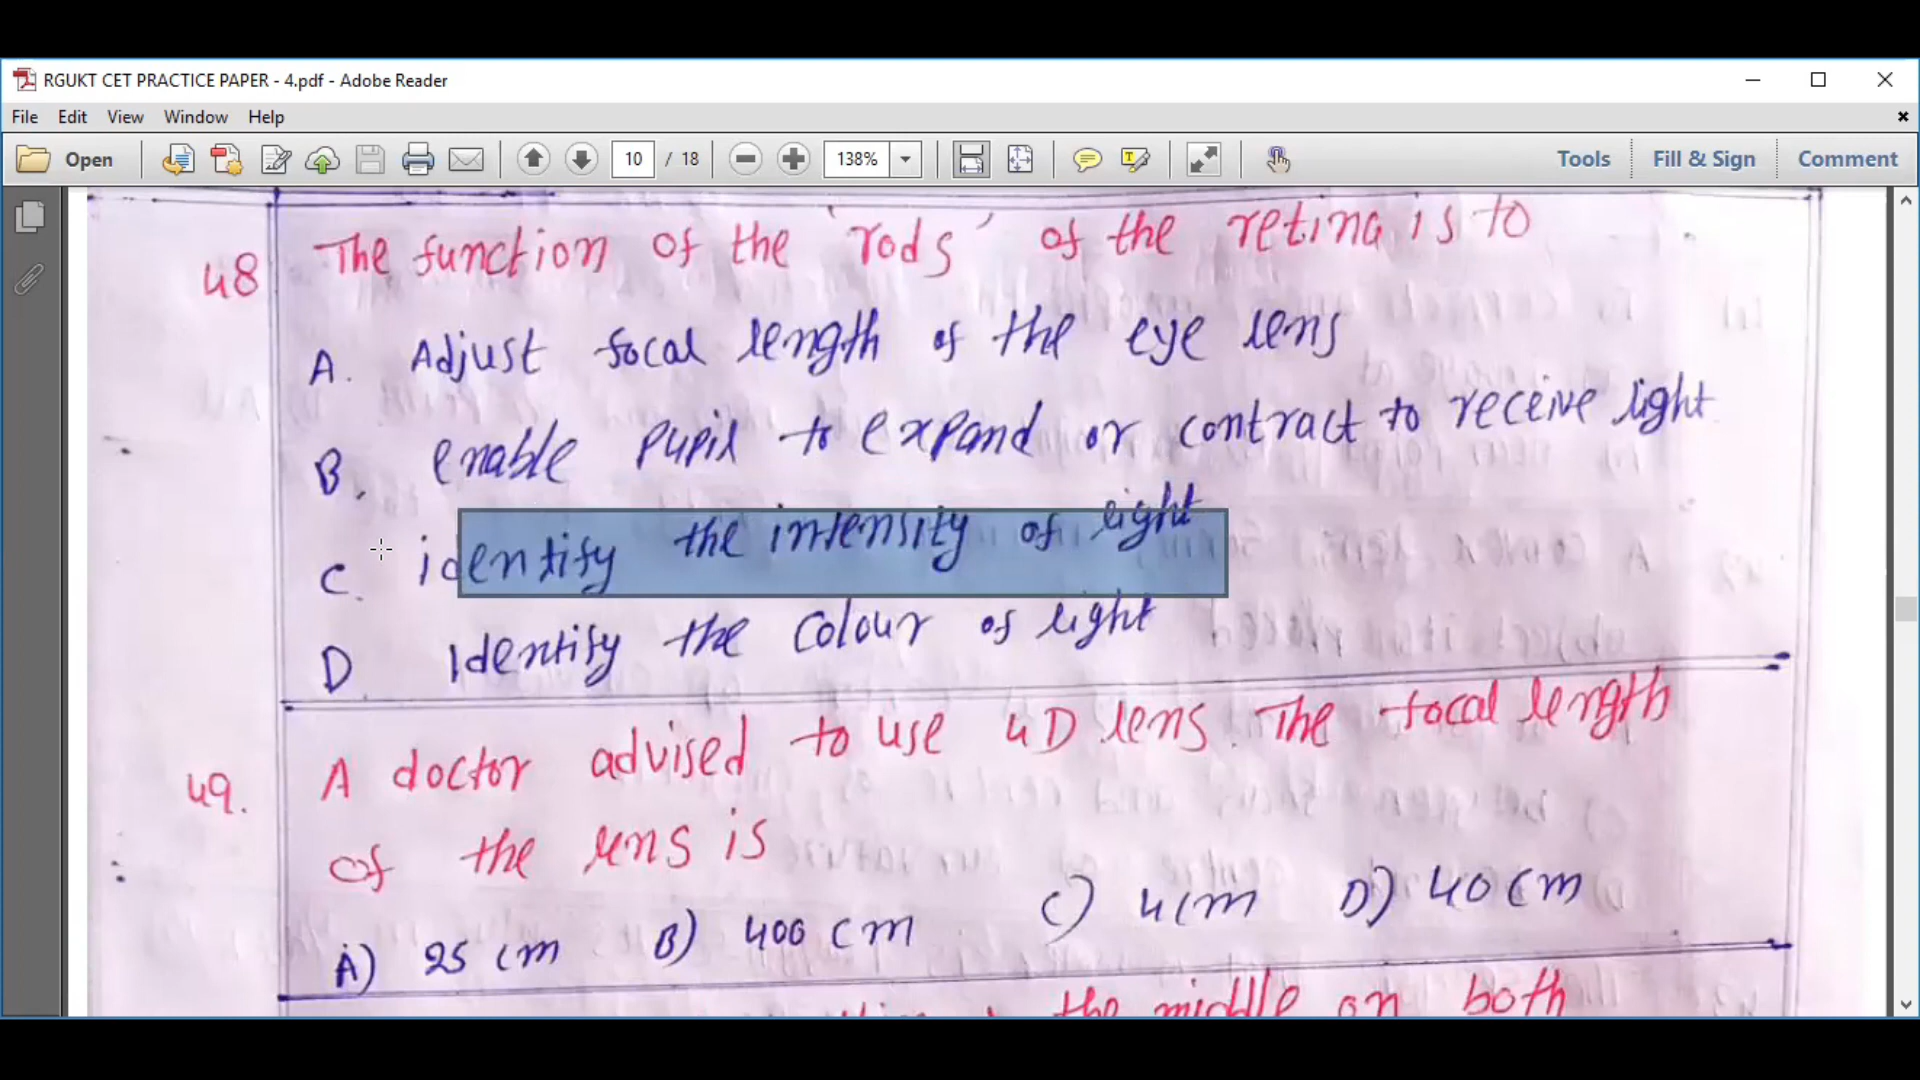 RGUKT CET PRACTICE PAPER - 4.pdf - Adobe Reader
File Edit View Window Help
Open 10 / 18 138% Tools Fill & Sign Comment
48 The function of the 'rods' of the retina is to
A. Adjust focal length of the eye lens
B. enable pupil to expand or contract to receive light
C. identify the intensity of light
D Identify the colour of light
49. A doctor advised to use 4D lens. The focal length
of the lens is
A) 25 cm B) 400 cm C) 4cm D) 40 cm
the middle on both